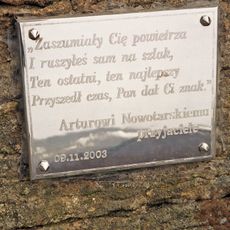 „Zaszumiały Cię powietrza
I ruszyłeś sam na szlak,
Ten ostatni, ten najlepszy
Przyszedł czas, Pan dał Ci znak."
Arturowi Nowotarskiemu
Przyjaciele
09.11.2003